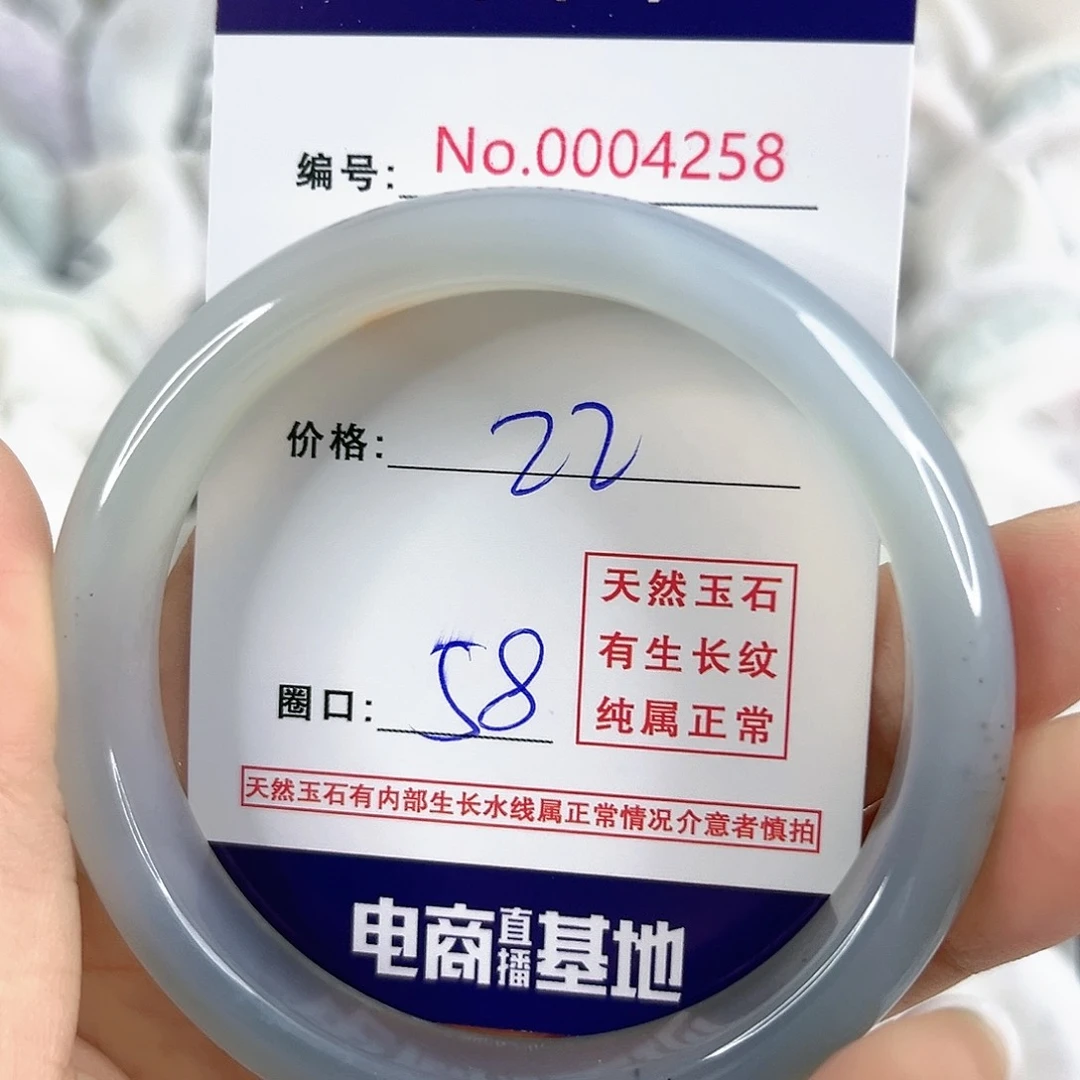 编号: No.0004258
价格: 22
天然玉石
有生长纹
纯属正常
圈口: 58
天然玉石有内部生长水线属正常情况介意者慎拍
电商直播基地